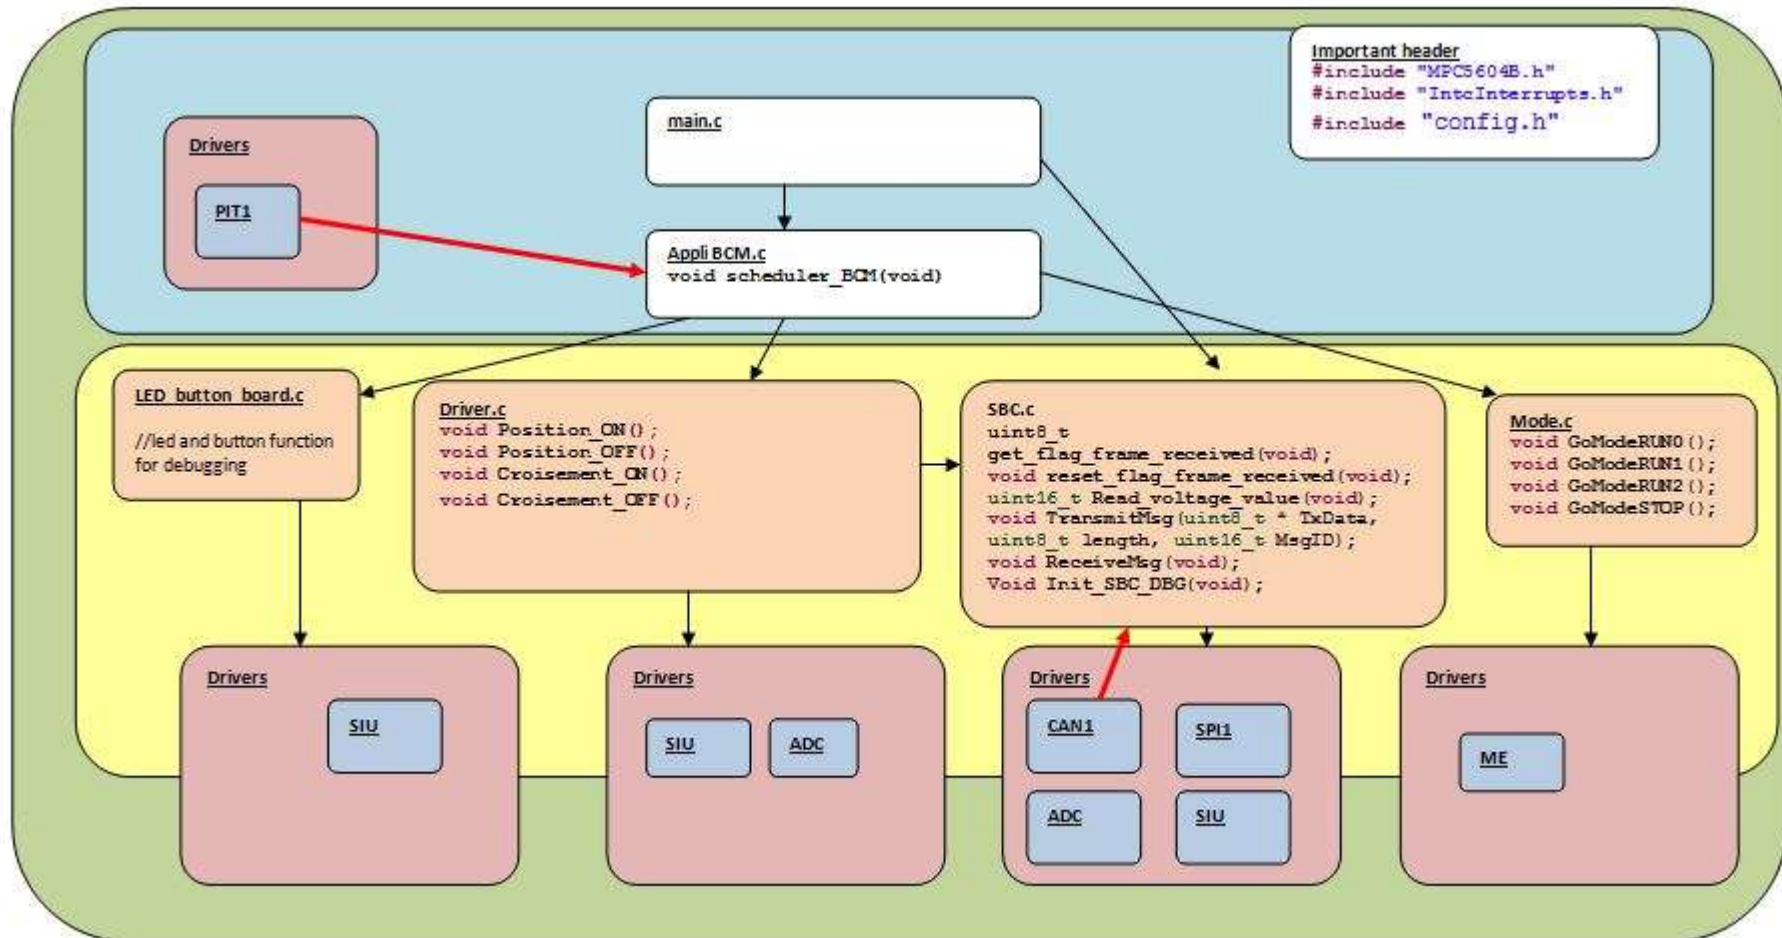 Important header
#include "MPC5604B.h"
#include "IntcInterrupts.h"
#include "config.h"
main.c
Drivers
PIT1
Appli BCM.c
void scheduler_BCM(void)
LED_button_board.c
//led and button function
for debugging
Driver.c
void Position_ON();
void Position_OFF();
void Croisement_ON();
void Croisement_OFF();
SBC.c
uint8_t
get_flag_frame_received(void);
void reset_flag_frame_received(void);
uint16_t Read_voltage_value(void);
void TransmitMsg(uint8_t * TxData,
uint8_t length, uint16_t MsgID);
void ReceiveMsg(void);
Void Init_SBC_DBG(void);
Mode.c
void GoModeRUN0();
void GoModeRUN1();
void GoModeRUN2();
void GoModeSTOP();
Drivers
SIU
Drivers
SIU
ADC
Drivers
CAN1
SPI1
ADC
SIU
Drivers
ME